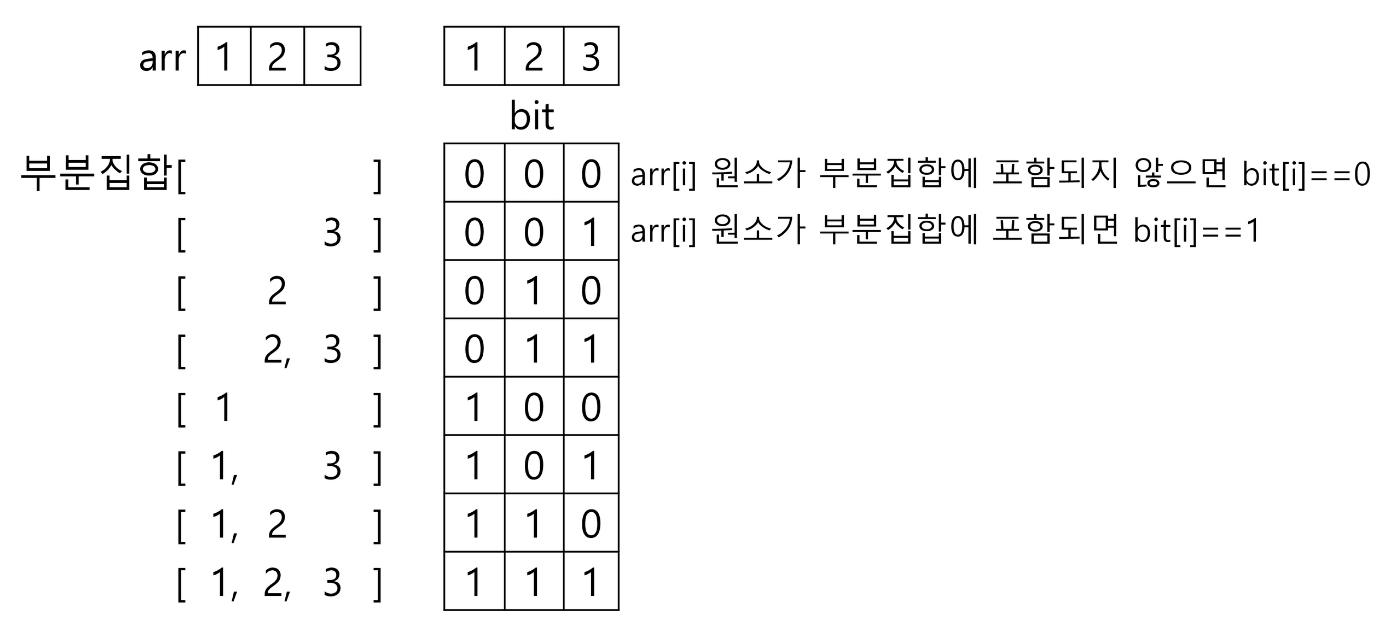 arr 1 2 3 1 2 3
bit
부분집합[ ] 0 0 0 arr[i] 원소가 부분집합에 포함되지 않으면 bit[i]==0
[ 3 ] 0 0 1 arr[i] 원소가 부분집합에 포함되면 bit[i]==1
[ 2 ] 0 1 0
[ 2, 3 ] 0 1 1
[ 1 ] 1 0 0
[ 1, 3 ] 1 0 1
[ 1, 2 ] 1 1 0
[ 1, 2, 3 ] 1 1 1